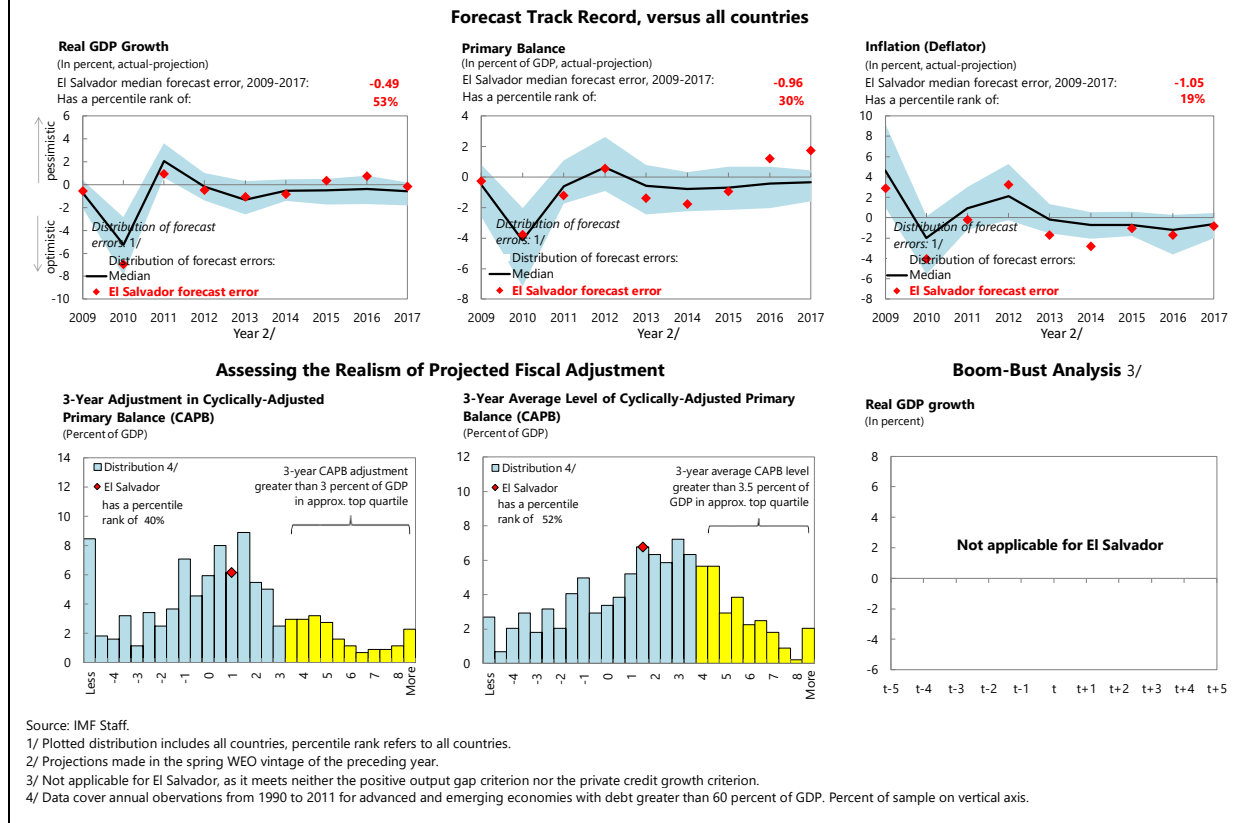 Forecast Track Record, versus all countries
Real GDP Growth
(In percent, actual-projection)
El Salvador median forecast error, 2009-2017: -0.49
Has a percentile rank of: 53%
pessimistic
optimistic
6
4
2
0
-2
-4
-6
-8
-10
Distribution of forecast
errors: 1/
Distribution of forecast errors:
Median
El Salvador forecast error
2009 2010 2011 2012 2013 2014 2015 2016 2017
Year 2/
Primary Balance
(In percent of GDP, actual-projection)
El Salvador median forecast error, 2009-2017: -0.96
Has a percentile rank of: 30%
4
2
0
-2
-4
-6
-8
Distribution of forecast
errors: 1/
Distribution of forecast errors:
Median
El Salvador forecast error
2009 2010 2011 2012 2013 2014 2015 2016 2017
Inflation (Deflator)
(In percent, actual-projection)
El Salvador median forecast error, 2009-2017: -1.05
Has a percentile rank of: 19%
10
8
6
4
2
0
-2
-4
-6
-8
Distribution of forecast
errors: 1/
Distribution of forecast errors:
Median
El Salvador forecast error
2009 2010 2011 2012 2013 2014 2015 2016 2017
Year 2/
Assessing the Realism of Projected Fiscal Adjustment
3-Year Adjustment in Cyclically-Adjusted
Primary Balance (CAPB)
(Percent of GDP)
14
12
10
8
6
4
2
0
Distribution 4/
El Salvador
has a percentile
rank of 40%
3-year CAPB adjustment
greater than 3 percent of GDP
in approx. top quartile
Less -4 -3 -2 -1 0 1 2 3 4 5 6 7 8 More
3-Year Average Level of Cyclically-Adjusted Primary
Balance (CAPB)
(Percent of GDP)
12
10
8
6
4
2
0
Distribution 4/
El Salvador
has a percentile
rank of 52%
3-year average CAPB level
greater than 3.5 percent of
GDP in approx. top quartile
Less -4 -3 -2 -1 0 1 2 3 4 5 6 7 8 More
Boom-Bust Analysis 3/
Real GDP growth
(In percent)
8
6
4
2
0
-2
-4
-6
Not applicable for El Salvador
t-5 t-4 t-3 t-2 t-1 t t+1 t+2 t+3 t+4 t+5
Source: IMF Staff.
1/ Plotted distribution includes all countries, percentile rank refers to all countries.
2/ Projections made in the spring WEO vintage of the preceding year.
3/ Not applicable for El Salvador, as it meets neither the positive output gap criterion nor the private credit growth criterion.
4/ Data cover annual obervations from 1990 to 2011 for advanced and emerging economies with debt greater than 60 percent of GDP. Percent of sample on vertical axis.